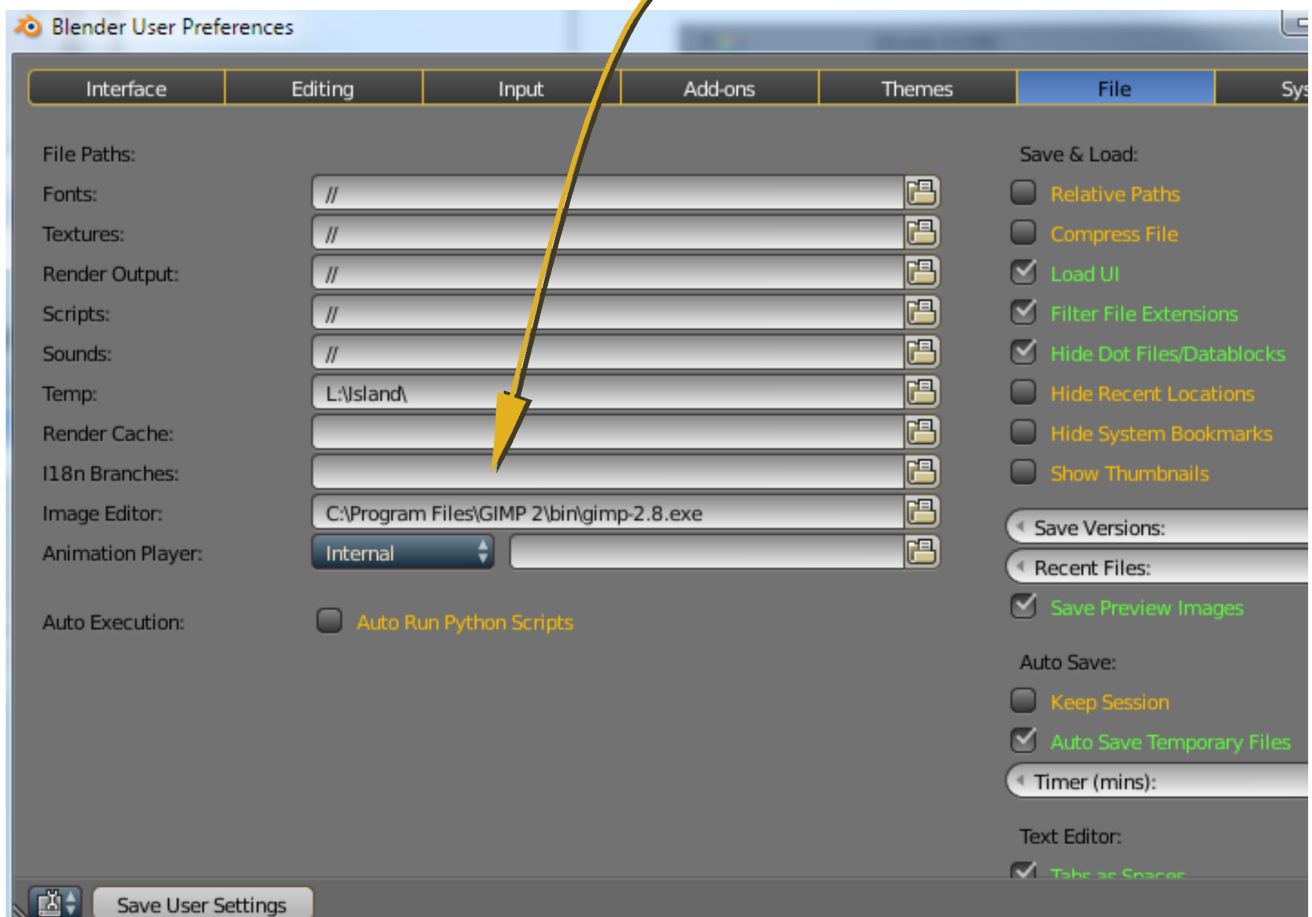 Blender User Preferences
Interface Editing Input Add-ons Themes File Sys
File Paths:
Fonts: //
Textures: //
Render Output: //
Scripts: //
Sounds: //
Temp: L:\Island\
Render Cache:
I18n Branches:
Image Editor: C:\Program Files\GIMP 2\bin\gimp-2.8.exe
Animation Player: Internal
Auto Execution: Auto Run Python Scripts
Save & Load:
Relative Paths
Compress File
Load UI
Filter File Extensions
Hide Dot Files/Datablocks
Hide Recent Locations
Hide System Bookmarks
Show Thumbnails
Save Versions:
Recent Files:
Save Preview Images
Auto Save:
Keep Session
Auto Save Temporary Files
Timer (mins):
Text Editor:
Tabs as Spaces
Save User Settings